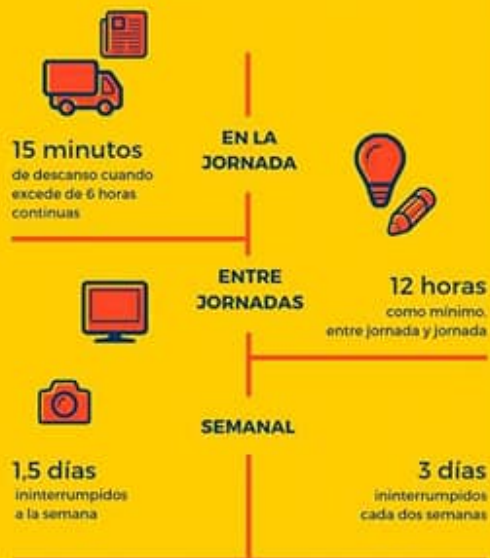 EN LA
JORNADA
15 minutos
de descanso cuando
excede de 6 horas
continuas
ENTRE
JORNADAS
12 horas
como mínimo,
entre jornada y jornada
SEMANAL
1,5 días
ininterrumpidos
a la semana
3 días
ininterrumpidos
cada dos semanas